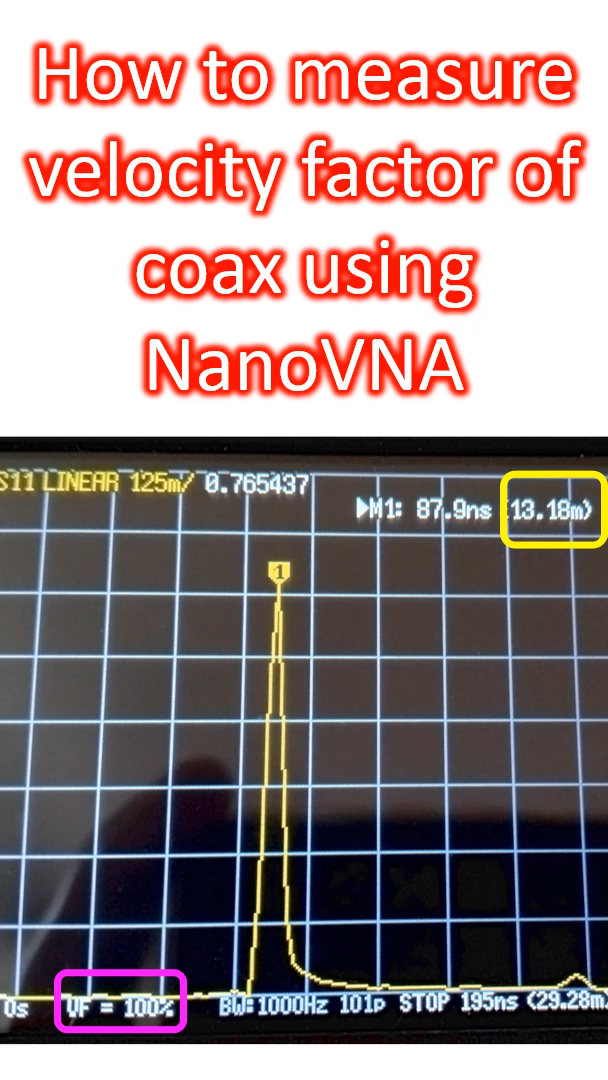 How to measure
velocity factor of
coax using
NanoVNA
S11 LINEAR 125m/ 0.765437
▶M1: 87.9ns (13.18m)
1
0s VF = 100% BW:1000Hz 101p STOP 195ns (29.28m